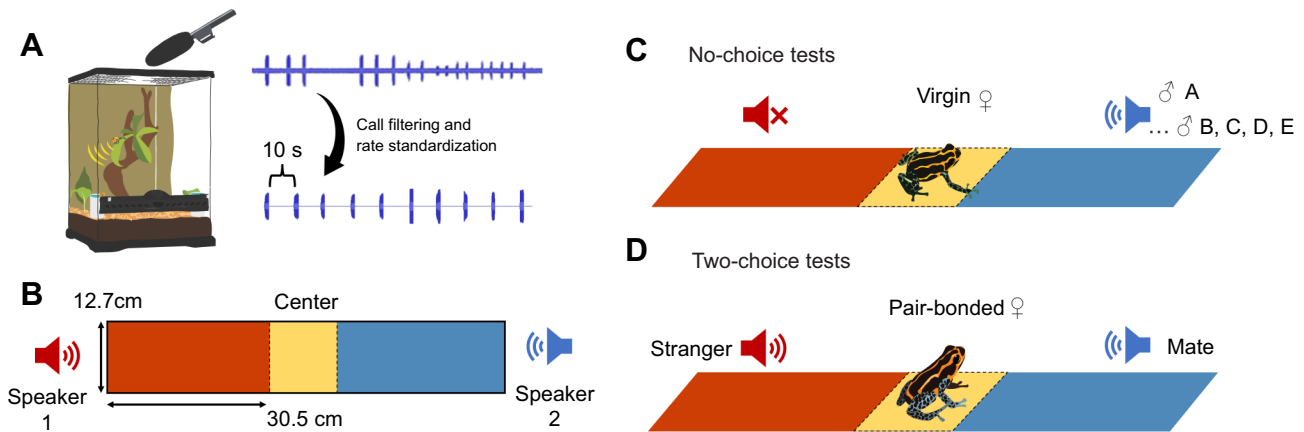 A
Call filtering and
rate standardization
10 s
B
12.7cm
Center
Speaker
1
30.5 cm
Speaker
2
C
No-choice tests
Virgin ♀
♂ A
... ♂ B, C, D, E
D
Two-choice tests
Pair-bonded ♀
Stranger
Mate